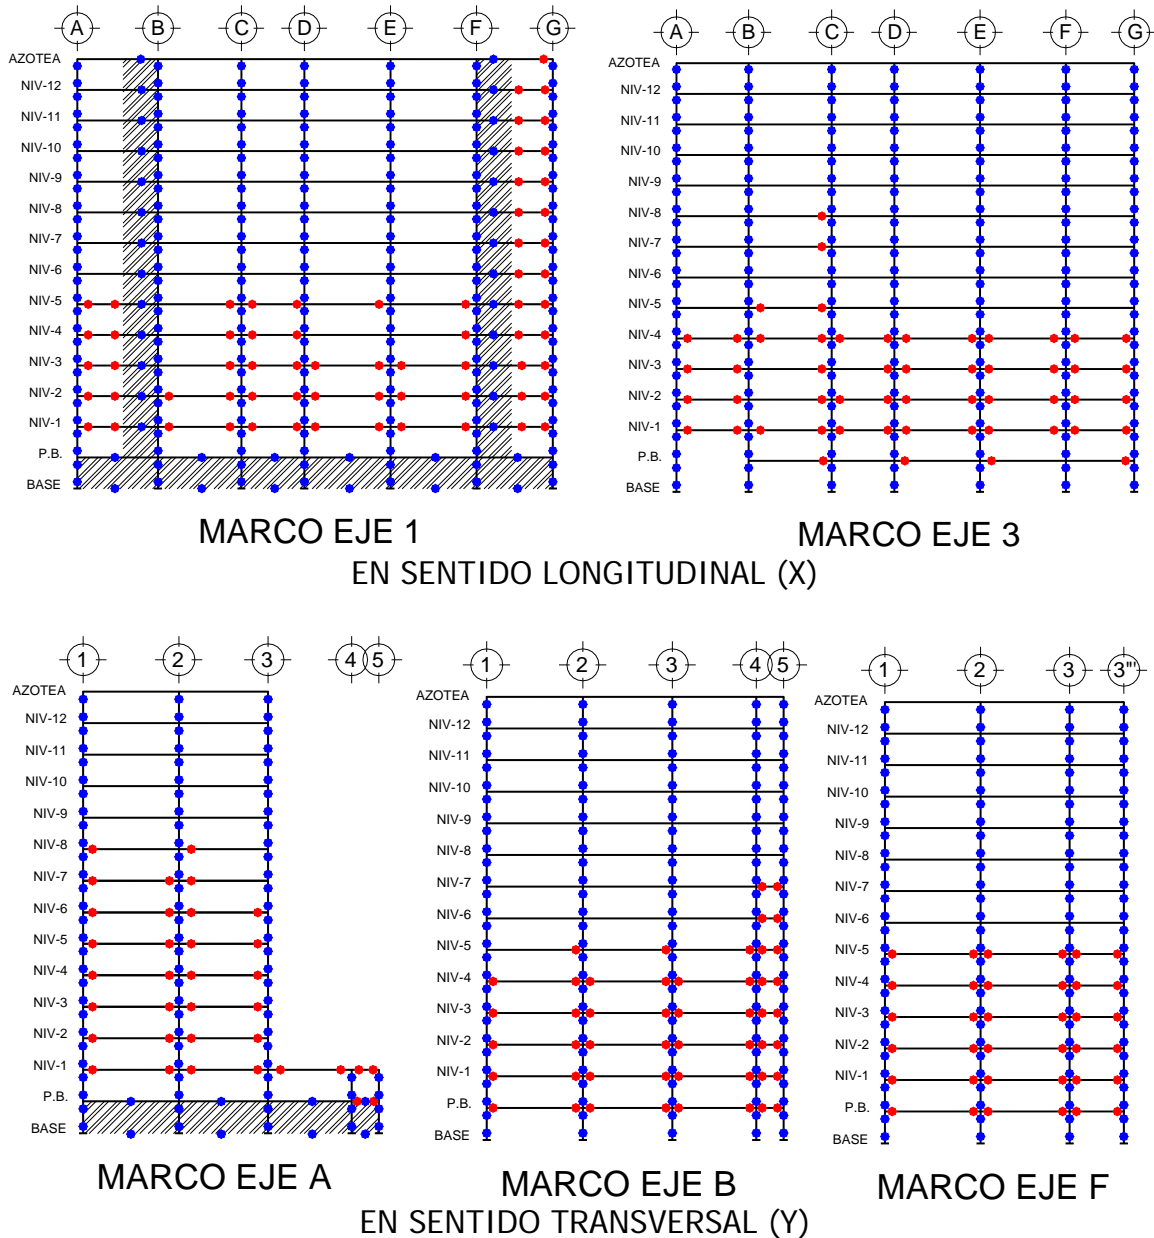 A B C D E F G
AZOTEA
NIV-12
NIV-11
NIV-10
NIV-9
NIV-8
NIV-7
NIV-6
NIV-5
NIV-4
NIV-3
NIV-2
NIV-1
P.B.
BASE
MARCO EJE 1
A B C D E F G
AZOTEA
NIV-12
NIV-11
NIV-10
NIV-9
NIV-8
NIV-7
NIV-6
NIV-5
NIV-4
NIV-3
NIV-2
NIV-1
P.B.
BASE
MARCO EJE 3
EN SENTIDO LONGITUDINAL (X)
1 2 3 4 5
AZOTEA
NIV-12
NIV-11
NIV-10
NIV-9
NIV-8
NIV-7
NIV-6
NIV-5
NIV-4
NIV-3
NIV-2
NIV-1
P.B.
BASE
MARCO EJE A
1 2 3 4 5
AZOTEA
NIV-12
NIV-11
NIV-10
NIV-9
NIV-8
NIV-7
NIV-6
NIV-5
NIV-4
NIV-3
NIV-2
NIV-1
P.B.
BASE
MARCO EJE B
1 2 3 3'''
AZOTEA
NIV-12
NIV-11
NIV-10
NIV-9
NIV-8
NIV-7
NIV-6
NIV-5
NIV-4
NIV-3
NIV-2
NIV-1
P.B.
BASE
MARCO EJE F
EN SENTIDO TRANSVERSAL (Y)